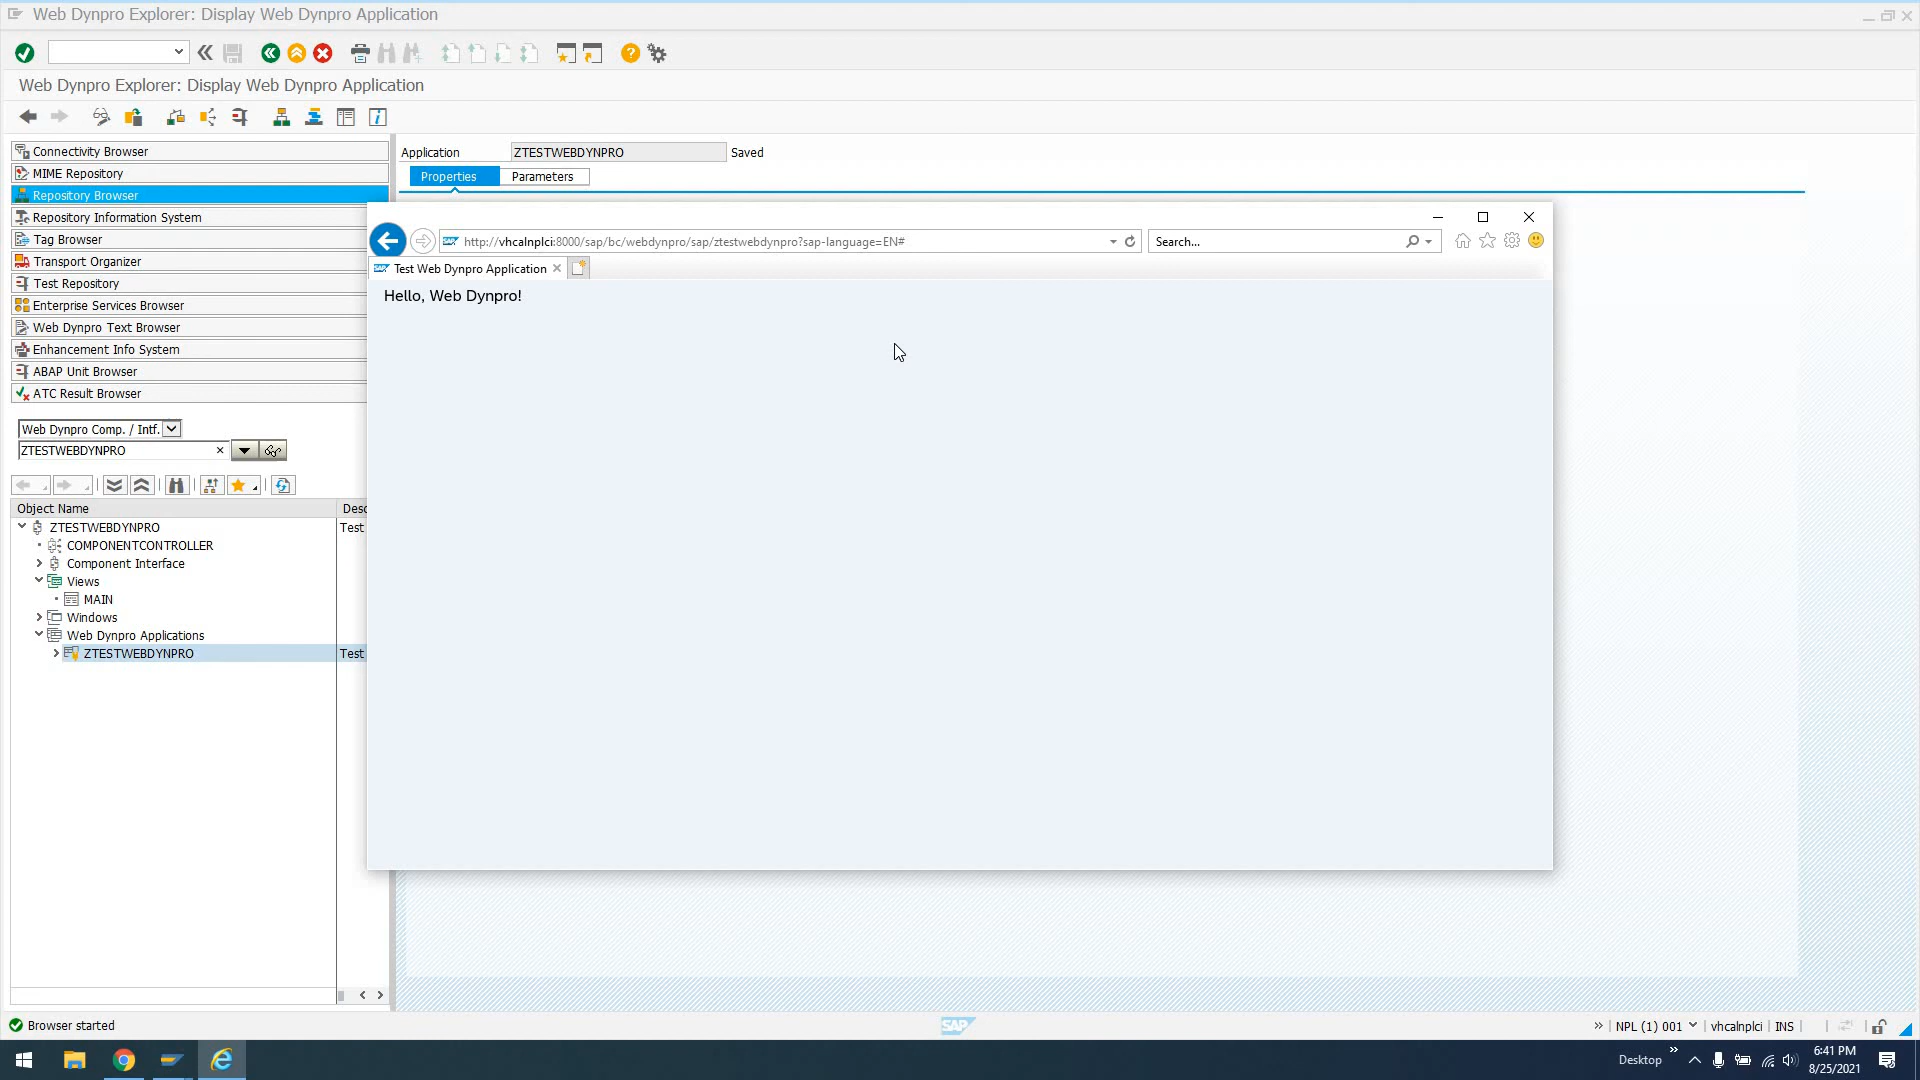 Web Dynpro Explorer: Display Web Dynpro Application
Web Dynpro Explorer: Display Web Dynpro Application
Connectivity Browser
MIME Repository
Repository Browser
Repository Information System
Tag Browser
Transport Organizer
Test Repository
Enterprise Services Browser
Web Dynpro Text Browser
Enhancement Info System
ABAP Unit Browser
ATC Result Browser
Web Dynpro Comp. / Intf.
ZTESTWEBDYNPRO
Object Name Desc
ZTESTWEBDYNPRO Test
COMPONENTCONTROLLER
Component Interface
Views
MAIN
Windows
Web Dynpro Applications
ZTESTWEBDYNPRO Test
Application ZTESTWEBDYNPRO Saved
Properties Parameters
http://vhcalnplci:8000/sap/bc/webdynpro/sap/ztestwebdynpro?sap-language=EN# Search...
Test Web Dynpro Application
Hello, Web Dynpro!
Browser started
SAP
NPL (1) 001 vhcalnplci INS
Desktop
6:41 PM
8/25/2021